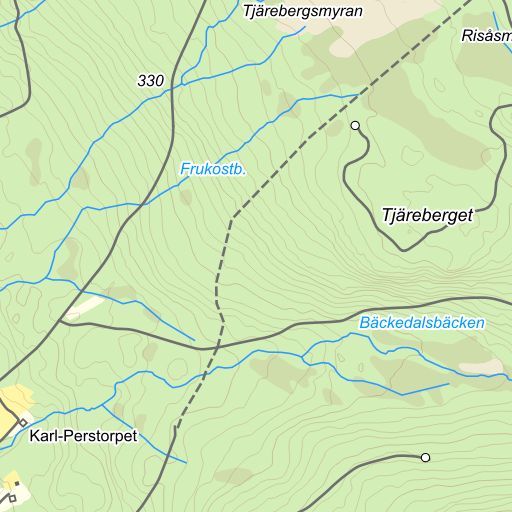 Tjärebergsmyran
Risåsm
330
Frukostb.
Tjäreberget
Bäckedalsbäcken
Karl-Perstorpet